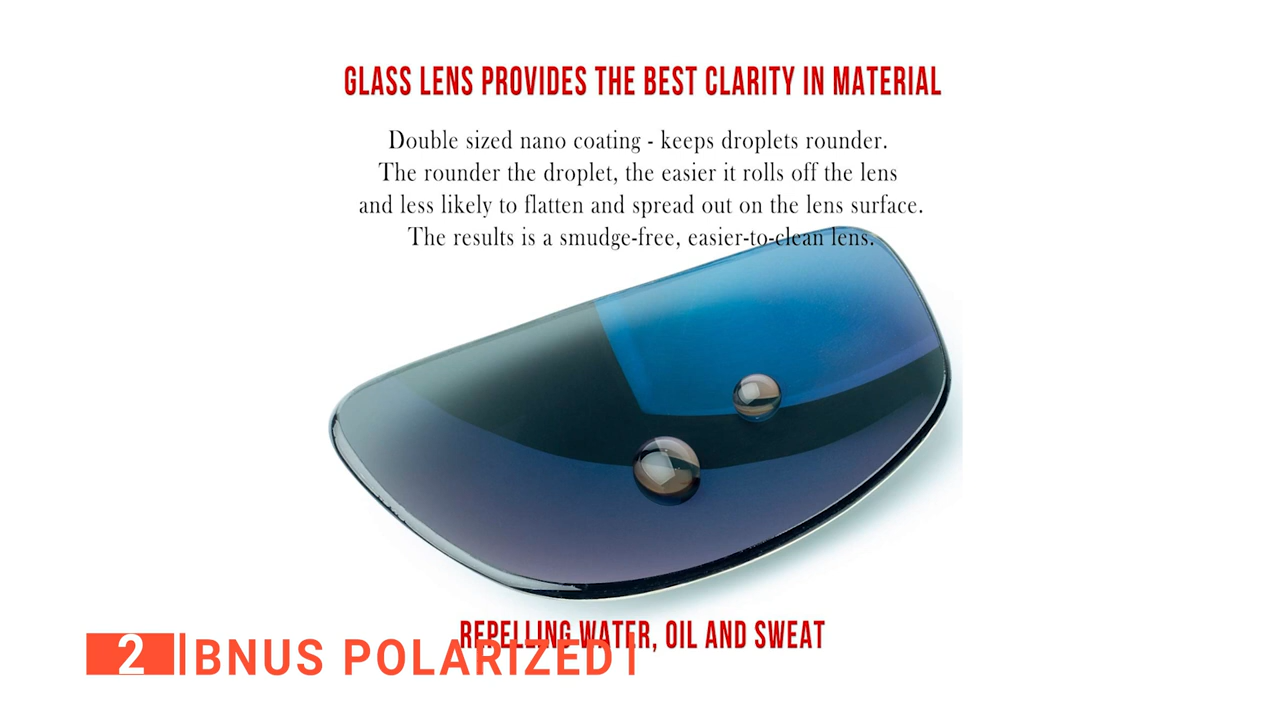 GLASS LENS PROVIDES THE BEST CLARITY IN MATERIAL
Double sized nano coating - keeps droplets rounder.
The rounder the droplet, the easier it rolls off the lens
and less likely to flatten and spread out on the lens surface.
The results is a smudge-free, easier-to-clean lens.
REPELLING WATER, OIL AND SWEAT
2 BNUS POLARIZED